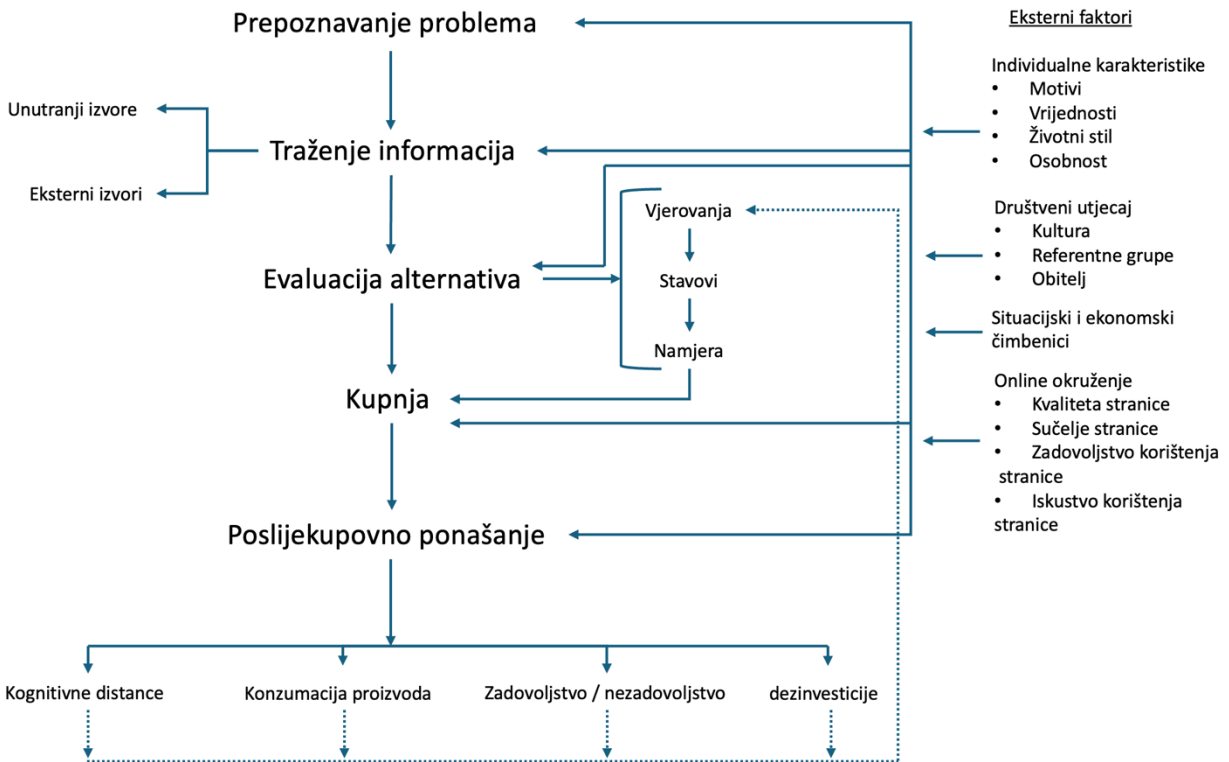 Prepoznavanje problema
Unutranji izvore
Traženje informacija
Eksterni izvori
Vjerovanja
Evaluacija alternativa
Stavovi
Namjera
Kupnja
Poslijekupovno ponašanje
Kognitivne distance
Konzumacija proizvoda
Zadovoljstvo / nezadovoljstvo
dezinvesticije
Eksterni faktori
Individualne karakteristike
• Motivi
• Vrijednosti
• Životni stil
• Osobnost
Društveni utjecaj
• Kultura
• Referentne grupe
• Obitelj
Situacijski i ekonomski
čimbenici
Online okruženje
• Kvaliteta stranice
• Sučelje stranice
• Zadovoljstvo korištenja
stranice
• Iskustvo korištenja
stranice